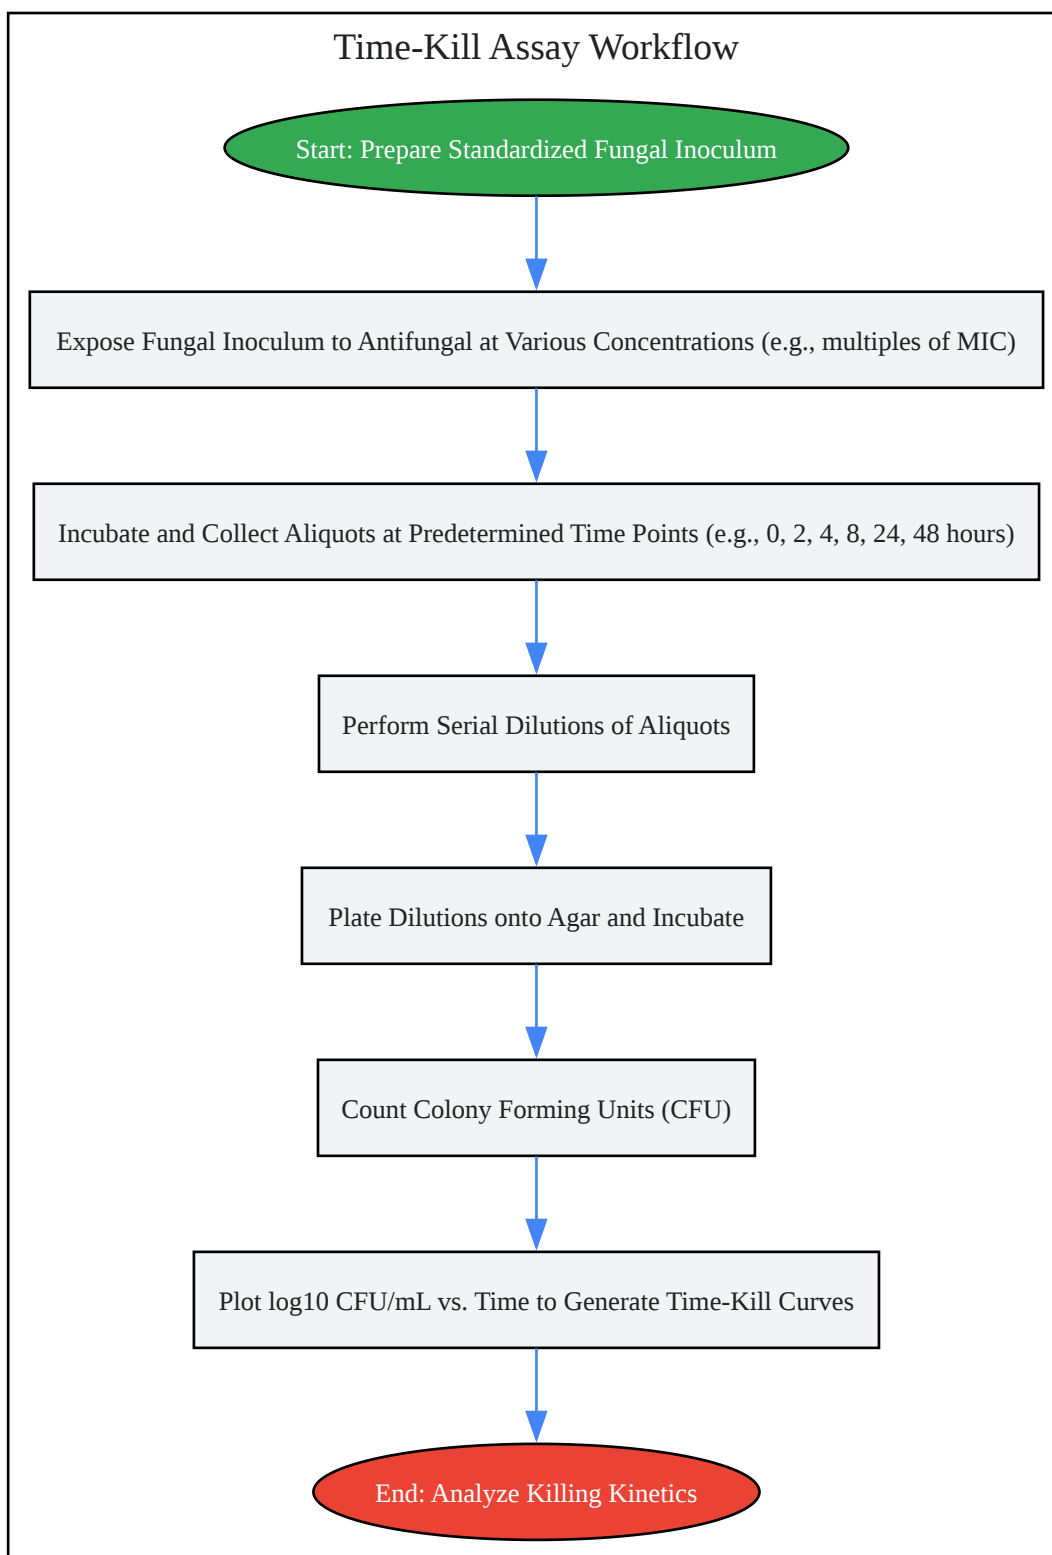 Time-Kill Assay Workflow
Start: Prepare Standardized Fungal Inoculum
Expose Fungal Inoculum to Antifungal at Various Concentrations (e.g., multiples of MIC)
Incubate and Collect Aliquots at Predetermined Time Points (e.g., 0, 2, 4, 8, 24, 48 hours)
Perform Serial Dilutions of Aliquots
Plate Dilutions onto Agar and Incubate
Count Colony Forming Units (CFU)
Plot log10 CFU/mL vs. Time to Generate Time-Kill Curves
End: Analyze Killing Kinetics